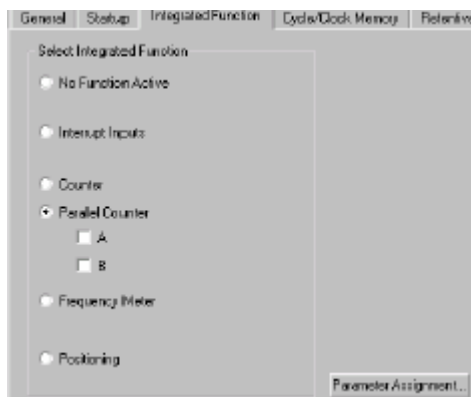 General Startup Integrated Function Cycle/Clock Memory Retentive
Select Integrated Function
No Function Active
Interrupt Inputs
Counter
Parallel Counter
A
B
Frequency Meter
Positioning
Parameter Assignment...